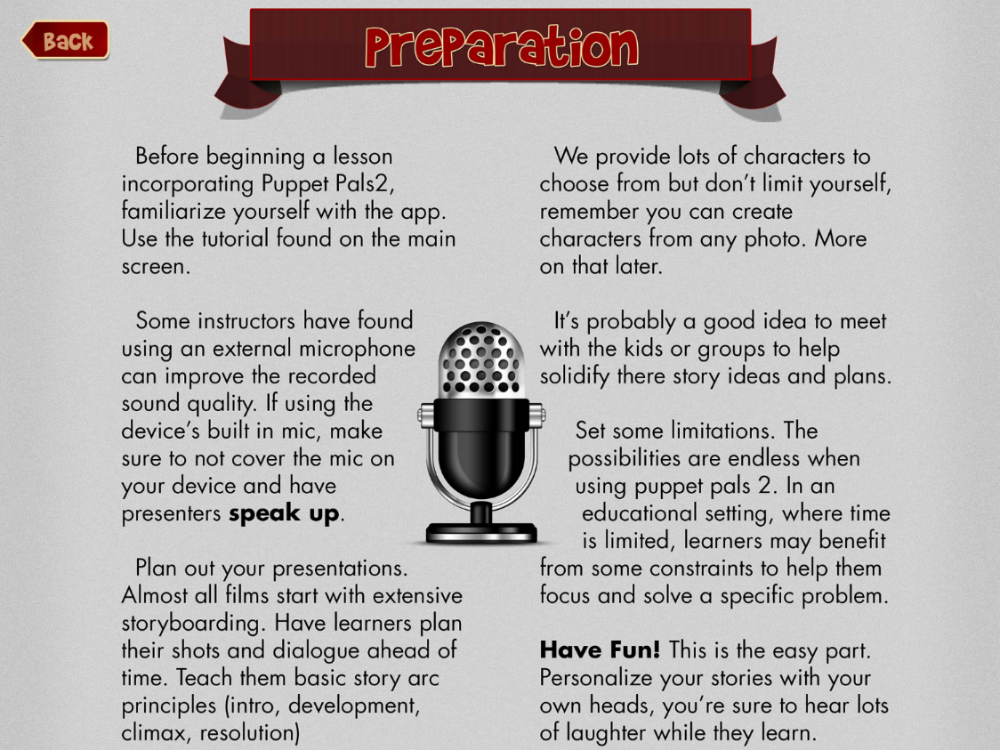 Back
Preparation
Before beginning a lesson
incorporating Puppet Pals2,
familiarize yourself with the app.
Use the tutorial found on the main
screen.
Some instructors have found
using an external microphone
can improve the recorded
sound quality. If using the
device's built in mic, make
sure to not cover the mic on
your device and have
presenters speak up.
Plan out your presentations.
Almost all films start with extensive
storyboarding. Have learners plan
their shots and dialogue ahead of
time. Teach them basic story arc
principles (intro, development,
climax, resolution)
We provide lots of characters to
choose from but don't limit yourself,
remember you can create
characters from any photo. More
on that later.
It's probably a good idea to meet
with the kids or groups to help
solidify there story ideas and plans.
Set some limitations. The
possibilities are endless when
using puppet pals 2. In an
educational setting, where time
is limited, learners may benefit
from some constraints to help them
focus and solve a specific problem.
Have Fun! This is the easy part.
Personalize your stories with your
own heads, you're sure to hear lots
of laughter while they learn.